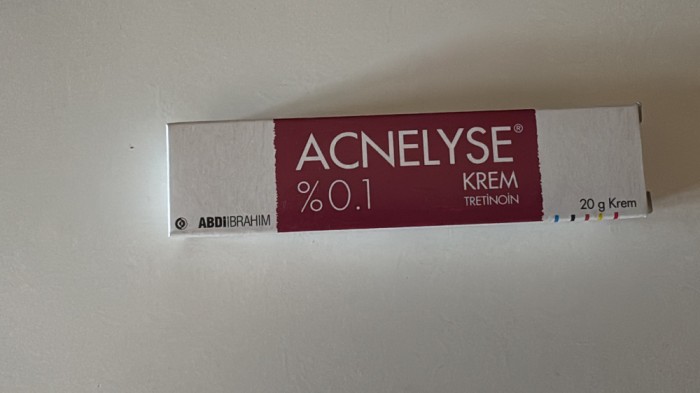 ACNELYSE®
%0.1
KREM
TRETİNOİN
ABDİİBRAHİM
20 g Krem